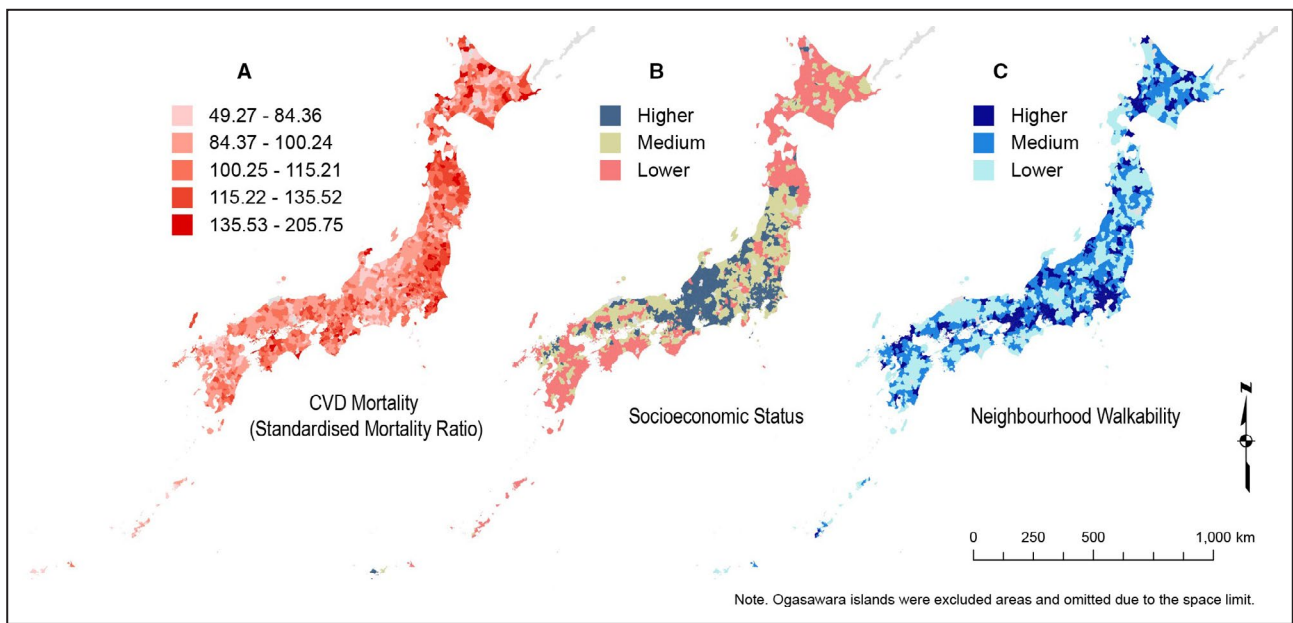 A
49.27 - 84.36
84.37 - 100.24
100.25 - 115.21
115.22 - 135.52
135.53 - 205.75
CVD Mortality
(Standardised Mortality Ratio)
B
Higher
Medium
Lower
Socioeconomic Status
C
Higher
Medium
Lower
Neighbourhood Walkability
N
0 250 500 1,000 km
Note. Ogasawara islands were excluded areas and omitted due to the space limit.